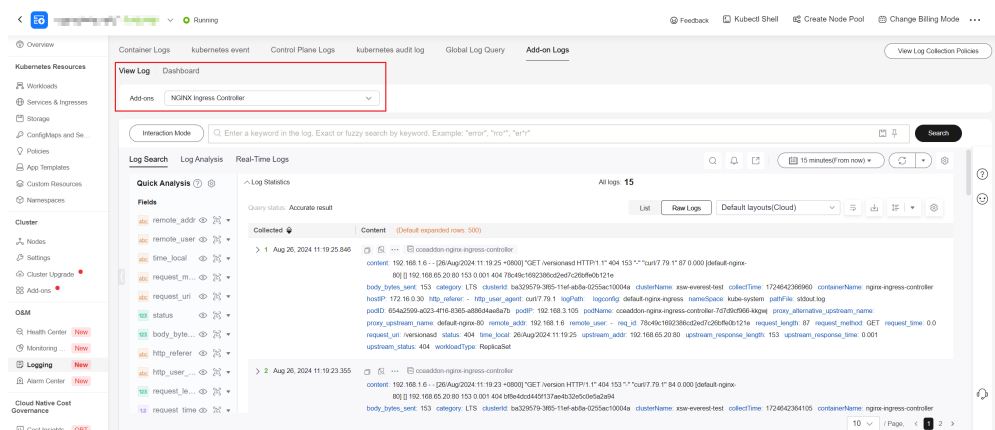 Running
Feedback
Kubectl Shell
Create Node Pool
Change Billing Mode
Overview
Kubernetes Resources
Workloads
Services & Ingresses
Storage
ConfigMaps and Se...
Policies
App Templates
Custom Resources
Namespaces
Cluster
Nodes
Settings
Cluster Upgrade
Add-ons
O&M
Health Center New
Monitoring ... New
Logging New
Alarm Center New
Cloud Native Cost
Governance
Cost Insights OBT
Container Logs kubernetes event Control Plane Logs kubernetes audit log Global Log Query Add-on Logs
View Log Collection Policies
View Log Dashboard
Add-ons NGINX Ingress Controller
Interaction Mode
Enter a keyword in the log. Exact or fuzzy search by keyword. Example: "error", "rro*", "er*r"
Search
Log Search Log Analysis Real-Time Logs
15 minutes(From now)
Quick Analysis
Fields
abc remote_addr
abc remote_user
abc time_local
abc request_m...
abc request_uri
123 status
123 body_byte...
abc http_referer
abc http_user_...
123 request_le...
1.2 request_time
Log Statistics
All logs: 15
Query status Accurate result
List Raw Logs Default layouts(Cloud)
Collected Content (Default expanded rows: 500)
1 Aug 26, 2024 11:19:25.846 cceaddon-nginx-ingress-controller
content: 192.168.1.6 - - [26/Aug/2024:11:19:25 +0800] "GET /versionasd HTTP/1.1" 404 153 "-" "curl/7.79.1" 87 0.000 [default-nginx-
80] [] 192.168.65.20:80 153 0.001 404 78c49c1692386cd2ed7c26bffe0b121e
body_bytes_sent: 153 category: LTS clusterId: ba329579-3f65-11ef-ab8a-0255ac10004a clusterName: xsw-everest-test collectTime: 1724642366960 containerName: nginx-ingress-controller
hostIP: 172.16.0.30 http_referer: - http_user_agent: curl/7.79.1 logPath: logconfig: default-nginx-ingress nameSpace: kube-system pathFile: stdout.log
podID: 654a2599-a023-4f16-8365-a886d4ae8a7b podIP: 192.168.3.105 podName: cceaddon-nginx-ingress-controller-7d7d9cf966-kkgwj proxy_alternative_upstream_name:
proxy_upstream_name: default-nginx-80 remote_addr: 192.168.1.6 remote_user: - req_id: 78c49c1692386cd2ed7c26bffe0b121e request_length: 87 request_method: GET request_time: 0.0
request_uri: /versionasd status: 404 time_local: 26/Aug/2024:11:19:25 upstream_addr: 192.168.65.20:80 upstream_response_length: 153 upstream_response_time: 0.001
upstream_status: 404 workloadType: ReplicaSet
2 Aug 26, 2024 11:19:23.355 cceaddon-nginx-ingress-controller
content: 192.168.1.6 - - [26/Aug/2024:11:19:23 +0800] "GET /version HTTP/1.1" 404 153 "-" "curl/7.79.1" 84 0.000 [default-nginx-
80] [] 192.168.65.20:80 153 0.001 404 bf8e4dcd445f137ae4b32e5c0e5a2a94
body_bytes_sent: 153 category: LTS clusterId: ba329579-3f65-11ef-ab8a-0255ac10004a clusterName: xsw-everest-test collectTime: 1724642364105 containerName: nginx-ingress-controller
10 / Page, 1 2